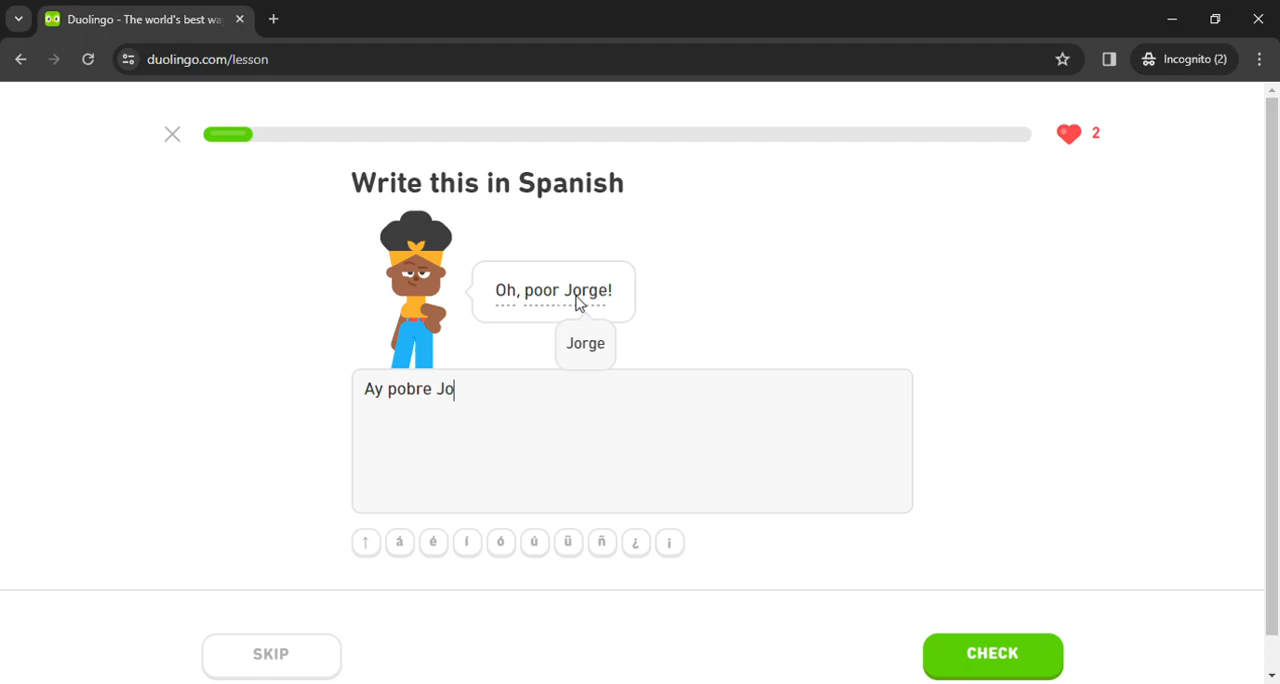 Duolingo - The world's best wa
duolingo.com/lesson
Incognito (2)
2
Write this in Spanish
Oh, poor Jorge!
Jorge
Ay pobre Jo
↑ á é í ó ú ü ñ ¿ ¡
SKIP
CHECK